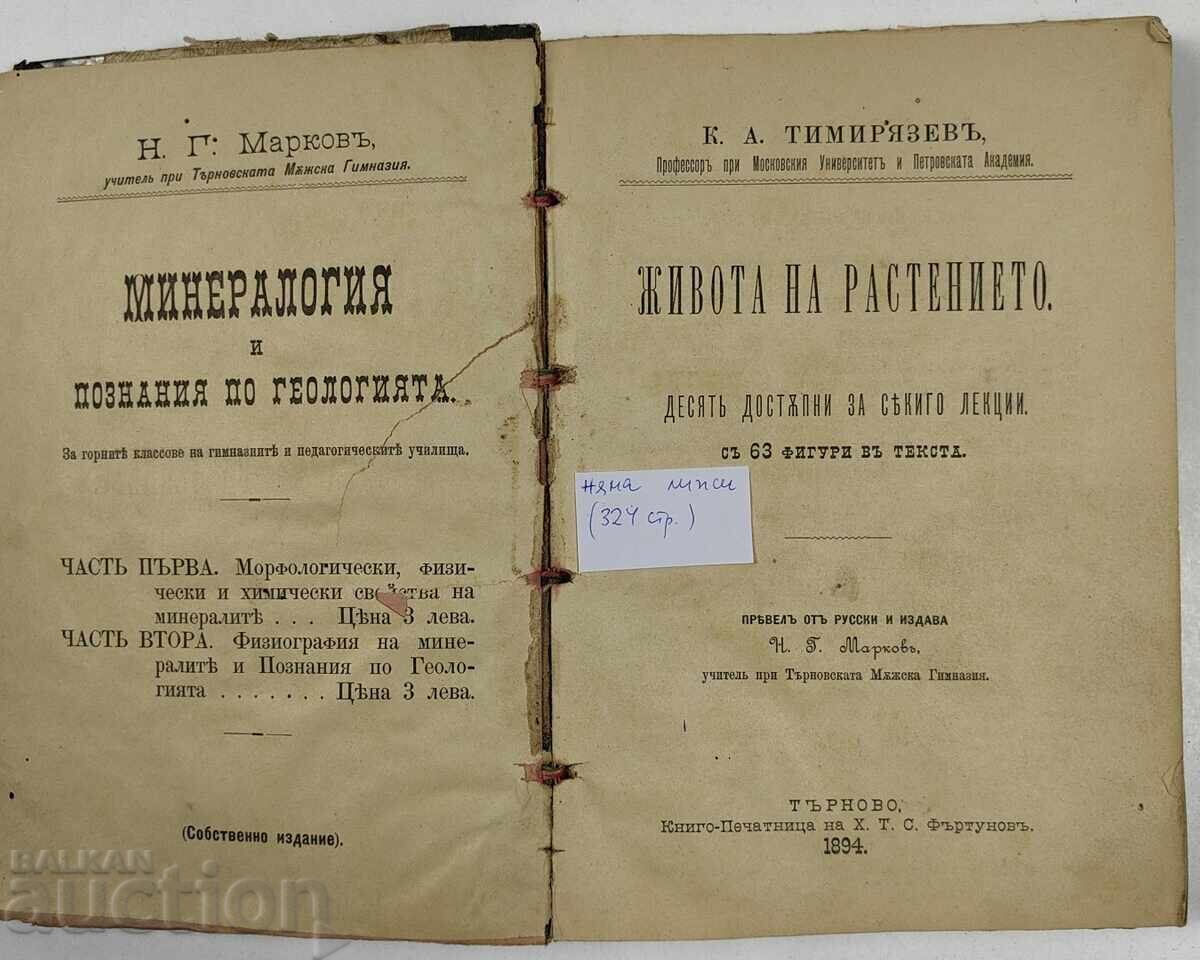 Н. Г. Марковъ,
учитель при Търновската Мѫжска Гимназия.
МИНЕРАЛОГИЯ
И
ПОЗНАНИЯ ПО ГЕОЛОГИЯТА.
За горнитѣ классове на гимназиитѣ и педагогическитѣ училища.
ЧАСТЬ ПЪРВА. Морфологически, физи-
чески и химически свойства на
минералитѣ . . . Цѣна 3 лева.
ЧАСТЬ ВТОРА. Физиография на мине-
ралитѣ и Познания по Геоло-
гията . . . . . . . Цѣна 3 лева.
(Собственно издание).
К. А. ТИМИРЯЗЕВЪ,
Профессоръ при Московския Университетъ и Петровската Академия.
ЖИВОТА НА РАСТЕНИЕТО.
ДЕСЯТЬ ДОСТѪПНИ ЗА СѢКИГО ЛЕКЦИИ.
СЪ 63 ФИГУРИ ВЪ ТЕКСТА.
няма липси
(324 стр.)
ПРѢВЕЛ ОТЪ РУССКИ И ИЗДАВА
Н. Г. Марковъ,
учитель при Търновската Мѫжска Гимназия.
ТЪРНОВО,
Книго-Печатница на Х. Т. С. Фъртуновъ.
1894.
BALKAN
auction